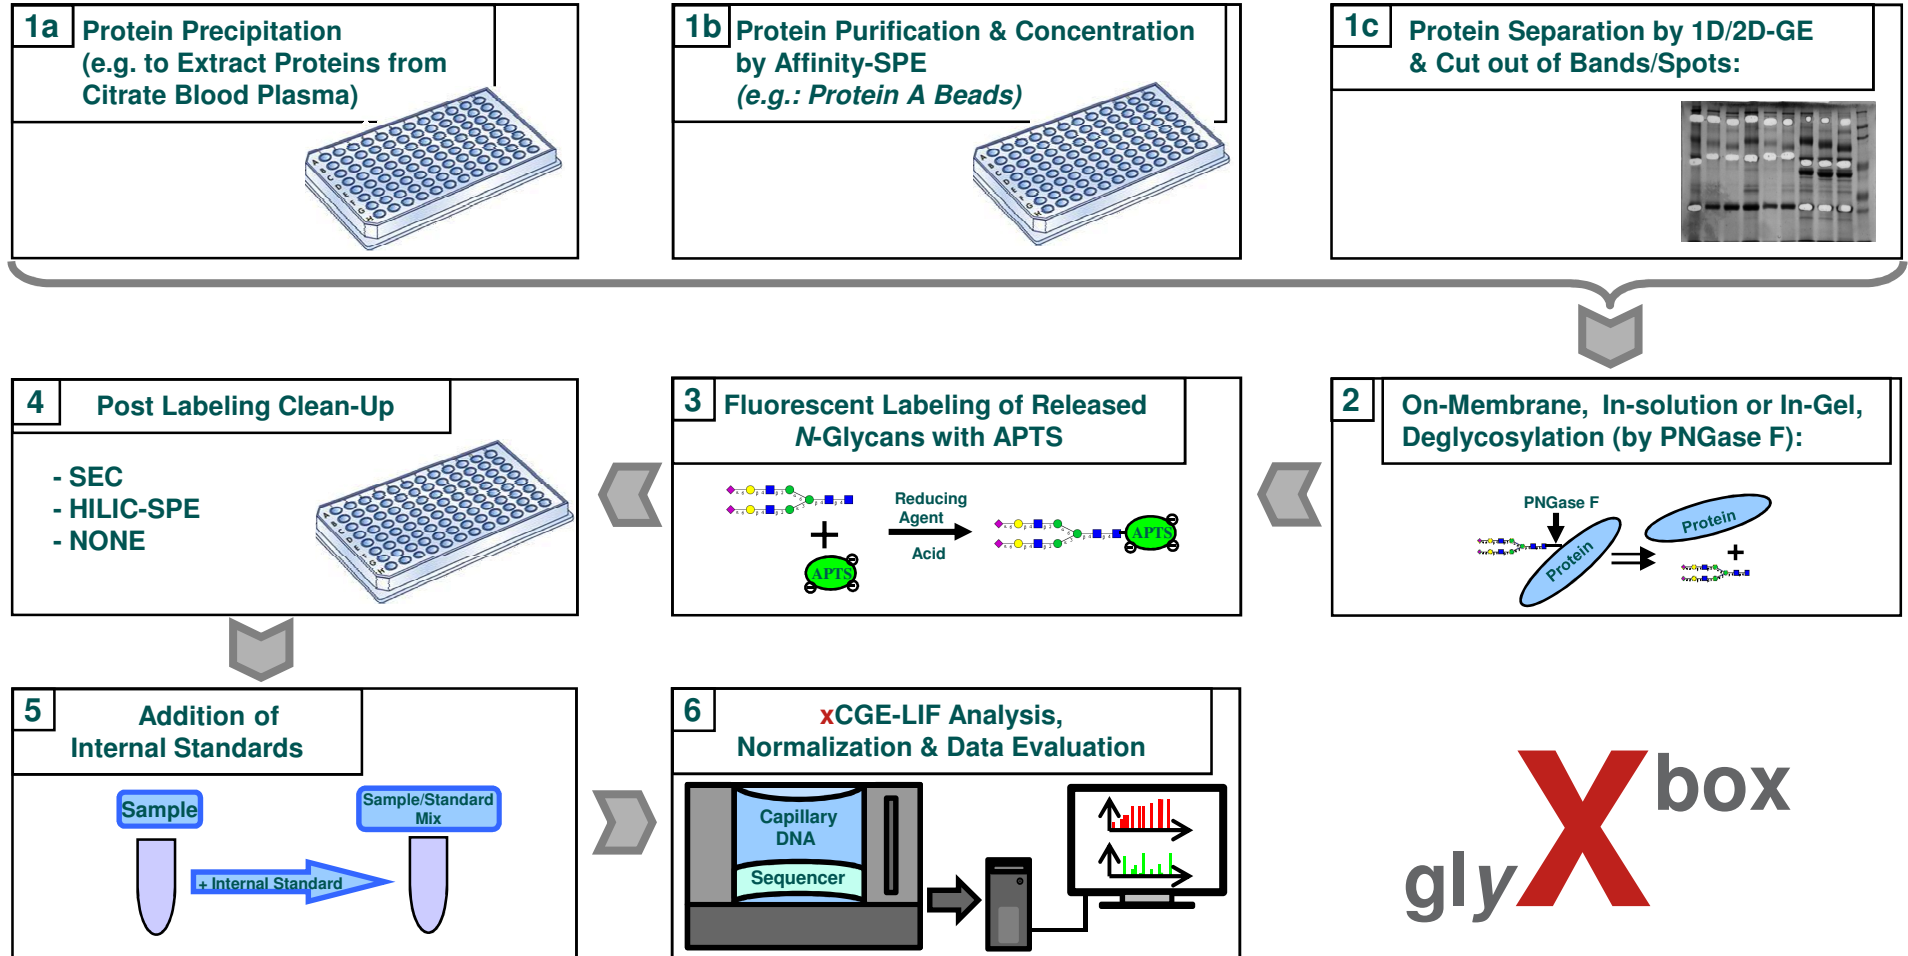 1a
Protein Precipitation
(e.g. to Extract Proteins from
Citrate Blood Plasma)
1b
Protein Purification & Concentration
by Affinity-SPE
(e.g.: Protein A Beads)
1c
Protein Separation by 1D/2D-GE
& Cut out of Bands/Spots:
4
Post Labeling Clean-Up
- SEC
- HILIC-SPE
- NONE
3
Fluorescent Labeling of Released
N-Glycans with APTS
Reducing
Agent
Acid
APTS
APTS
2
On-Membrane, In-solution or In-Gel,
Deglycosylation (by PNGase F):
PNGase F
Protein
Protein
5
Addition of
Internal Standards
Sample
+ Internal Standard
Sample/Standard
Mix
6
xCGE-LIF Analysis,
Normalization & Data Evaluation
Capillary
DNA
Sequencer
glyXbox